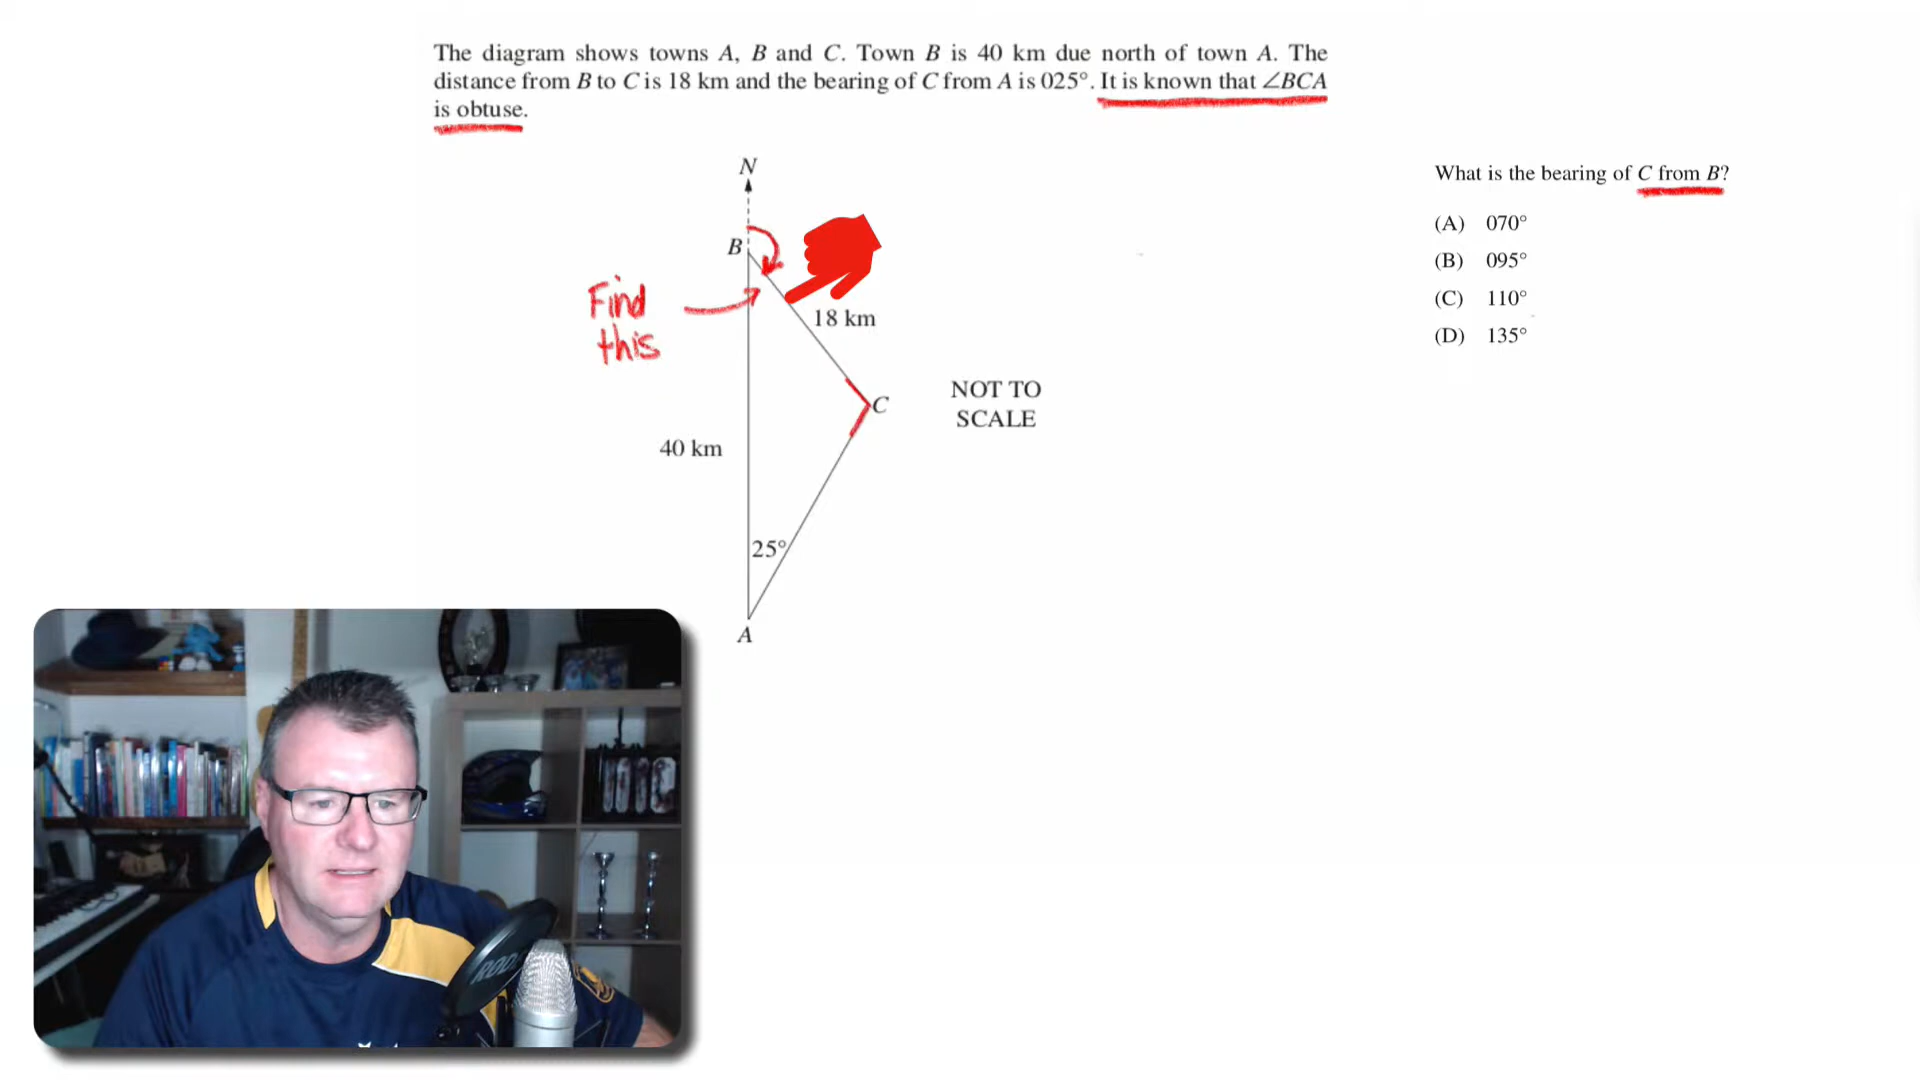 The diagram shows towns A, B and C. Town B is 40 km due north of town A. The
distance from B to C is 18 km and the bearing of C from A is 025°. It is known that ∠BCA
is obtuse.
N
B
Find
this
18 km
C
NOT TO
SCALE
40 km
25°
A
What is the bearing of C from B?
(A) 070°
(B) 095°
(C) 110°
(D) 135°
RODE